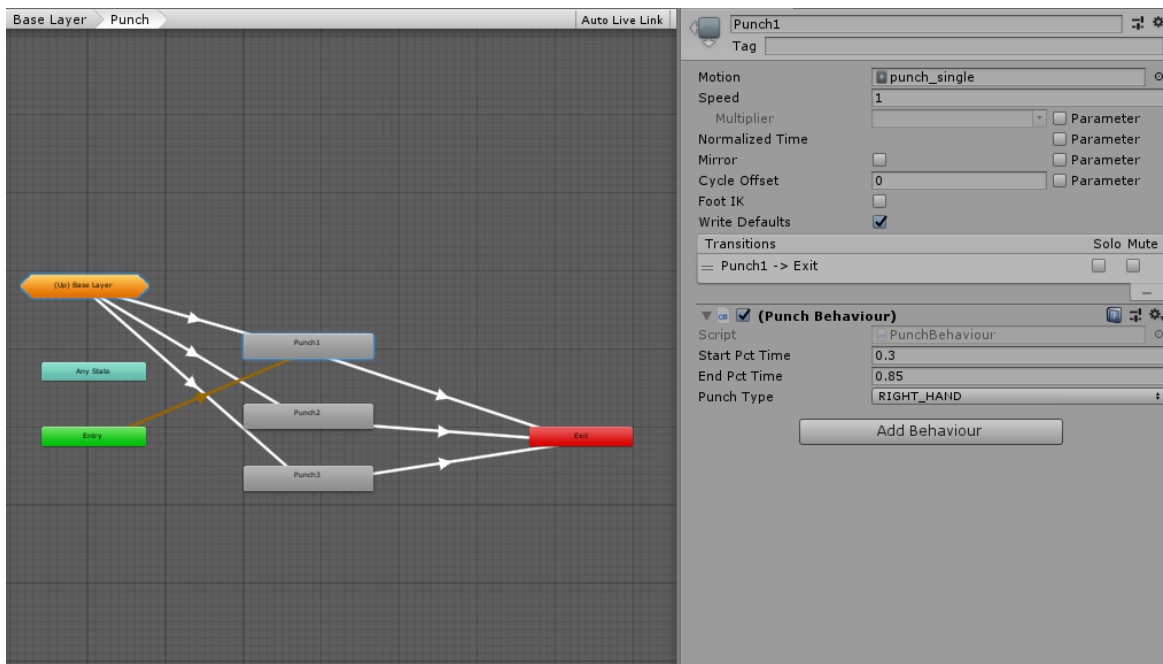 Base Layer Punch Auto Live Link
(Up) Base Layer
Punch1
Any State
Punch2
Entry
Exit
Punch3
Punch1
Tag
Motion punch_single
Speed 1
Multiplier Parameter
Normalized Time Parameter
Mirror Parameter
Cycle Offset 0 Parameter
Foot IK
Write Defaults
Transitions Solo Mute
= Punch1 -> Exit
(Punch Behaviour)
Script PunchBehaviour
Start Pct Time 0.3
End Pct Time 0.85
Punch Type RIGHT_HAND
Add Behaviour